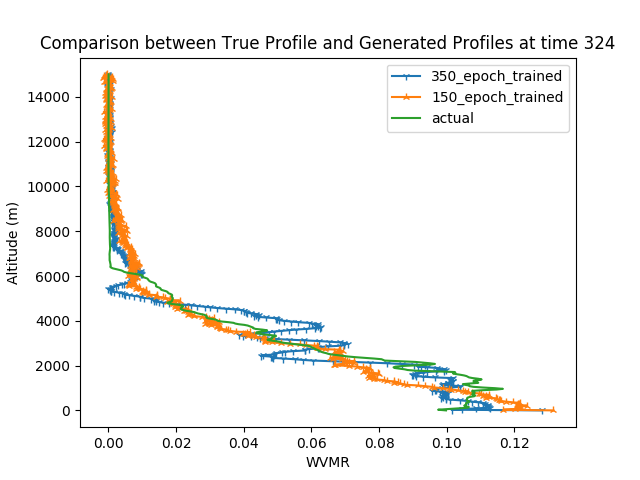 Comparison between True Profile and Generated Profiles at time 324
350_epoch_trained
150_epoch_trained
actual
14000
12000
10000
8000
6000
4000
2000
0
Altitude (m)
0.00 0.02 0.04 0.06 0.08 0.10 0.12
WVMR